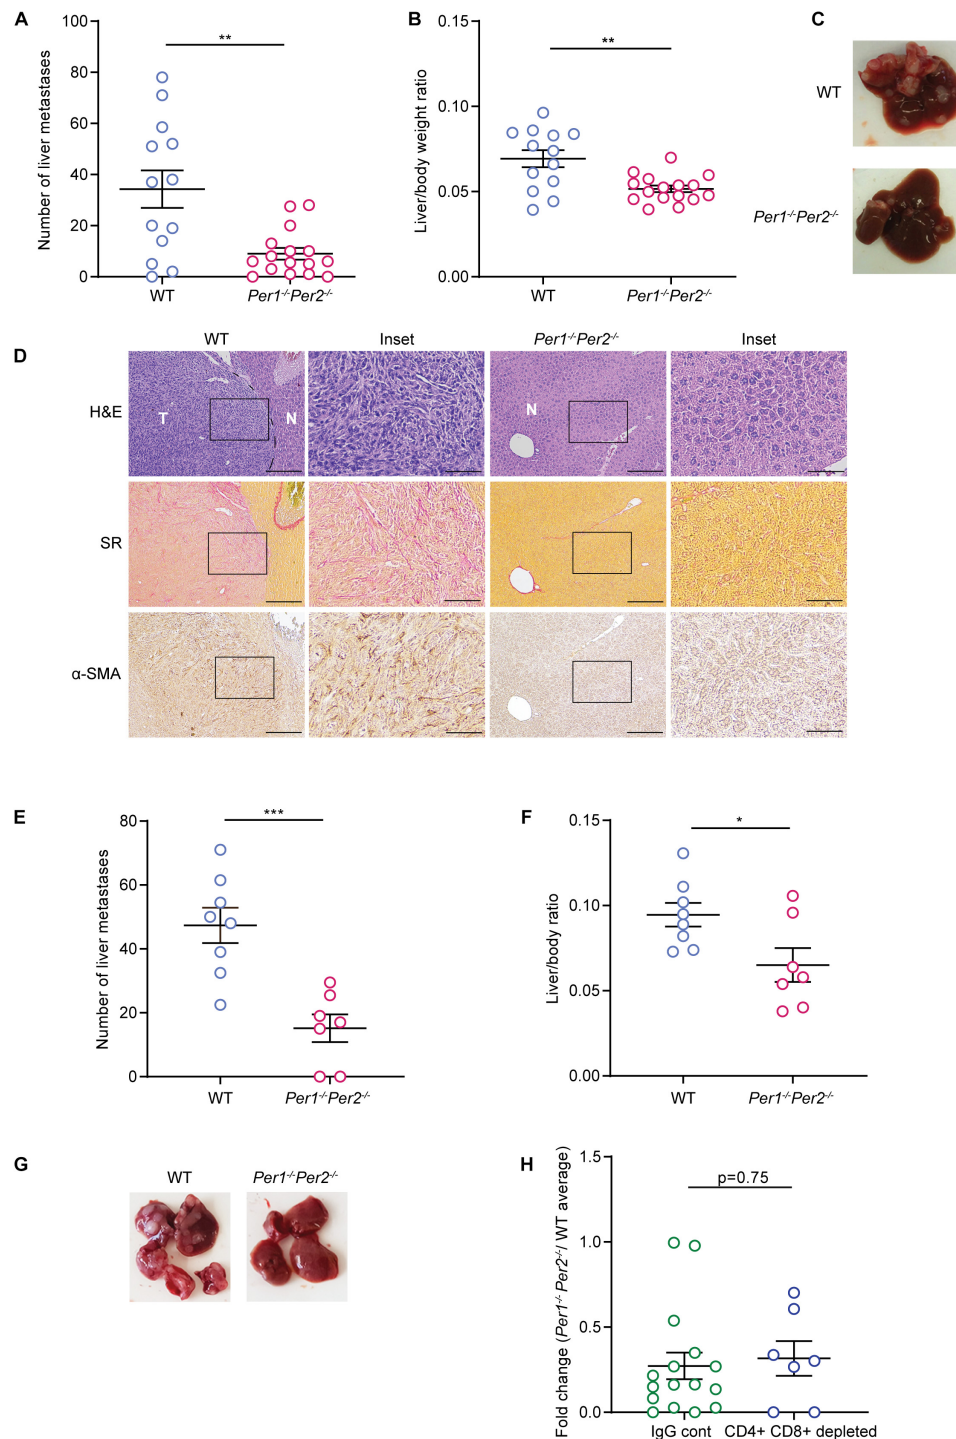 A
Number of liver metastases
100
80
60
40
20
0
**
WT
Per1⁻/⁻Per2⁻/⁻
B
Liver/body weight ratio
0.15
0.10
0.05
0.00
**
WT
Per1⁻/⁻Per2⁻/⁻
C
WT
Per1⁻/⁻Per2⁻/⁻
D
WT
Inset
Per1⁻/⁻Per2⁻/⁻
Inset
H&E
T
N
N
SR
α-SMA
E
Number of liver metastases
80
60
40
20
0
***
WT
Per1⁻/⁻Per2⁻/⁻
F
Liver/body ratio
0.15
0.10
0.05
0.00
*
WT
Per1⁻/⁻Per2⁻/⁻
G
WT
Per1⁻/⁻Per2⁻/⁻
H
Fold change (Per1⁻/⁻ Per2⁻/⁻/ WT average)
1.5
1.0
0.5
0.0
p=0.75
IgG cont
CD4+ CD8+ depleted